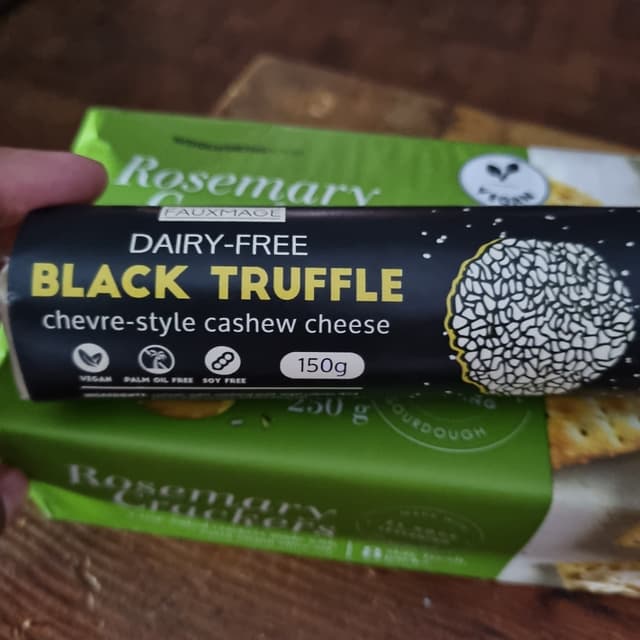 Rosemary
VEGAN
FAUXMAGE
DAIRY-FREE
BLACK TRUFFLE
chevre-style cashew cheese
150g
VEGAN PALM OIL FREE SOY FREE
250 g
SOURDOUGH
Rosemary
Crackers